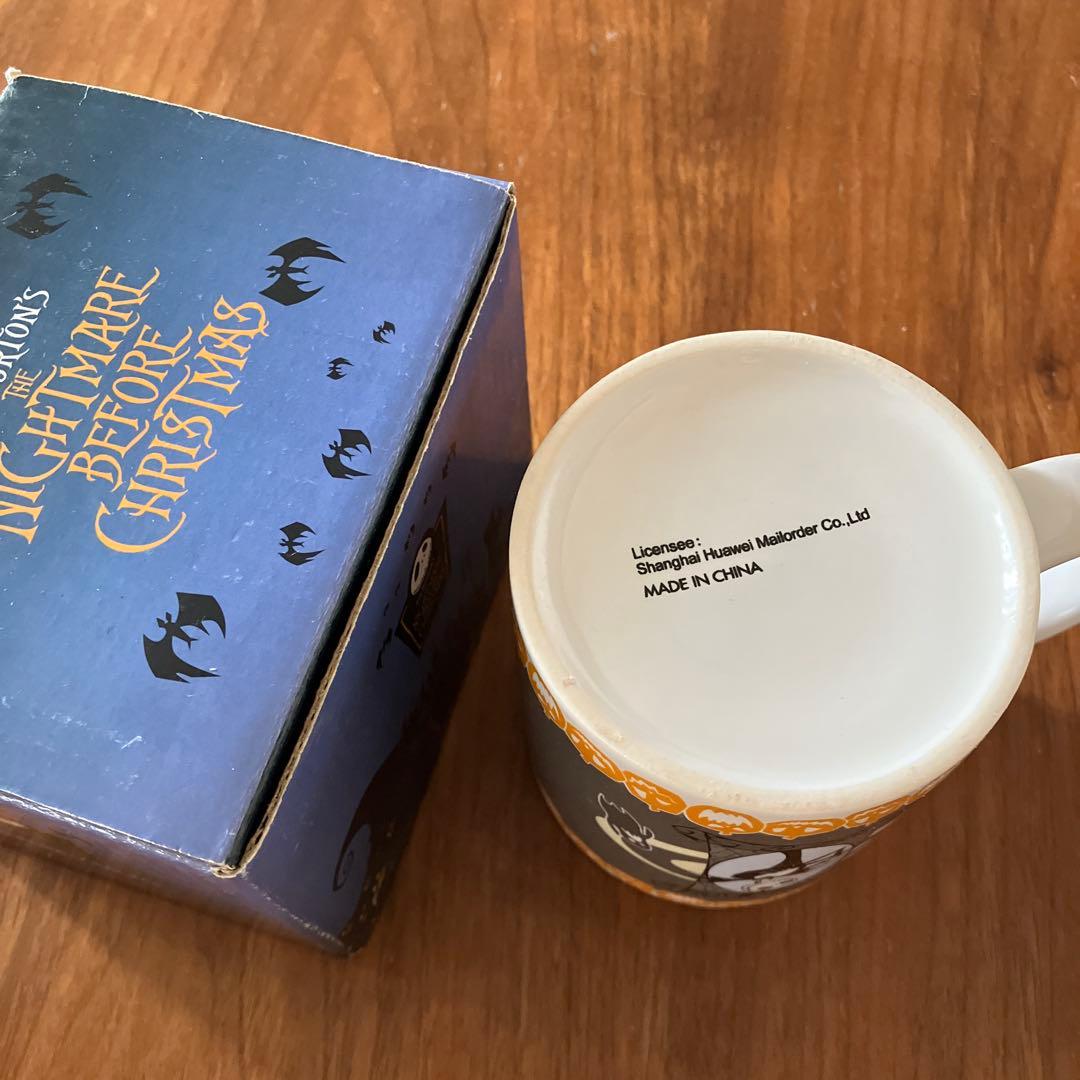 THE
NIGHTMARE
BEFORE
CHRISTMAS
Licensee:
Shanghai Huawei Mailorder Co.,Ltd
MADE IN CHINA